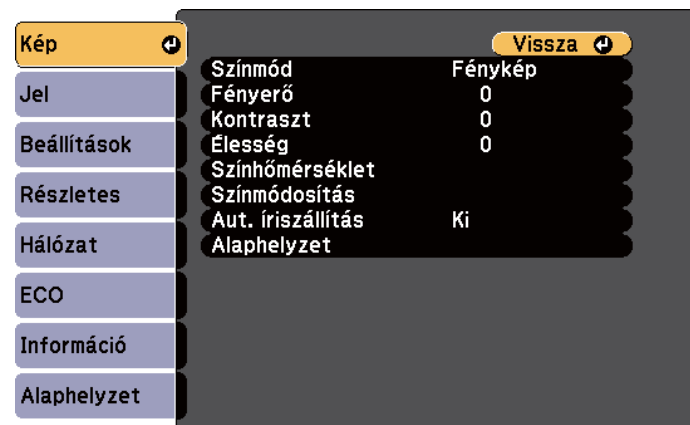 Kép
Vissza
Színmód Fénykép
Jel
Fényerő 0
Kontraszt 0
Beállítások
Élesség 0
Színhőmérséklet
Részletes
Színmódosítás
Aut. íriszállítás Ki
Hálózat
Alaphelyzet
ECO
Információ
Alaphelyzet